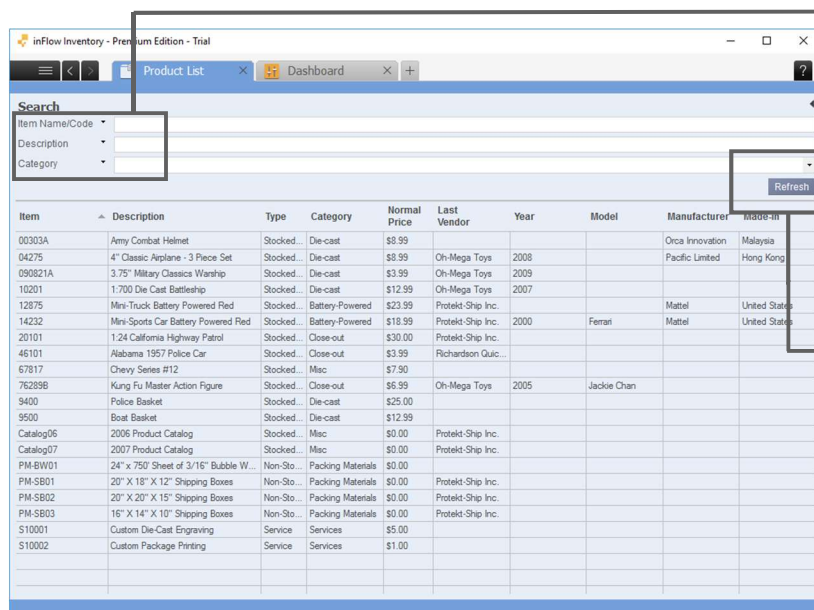 inFlow Inventory - Premium Edition - Trial
Product List
Dashboard
Search
Item Name/Code
Description
Category
Refresh
Item Description Type Category Normal Price Last Vendor Year Model Manufacturer Made-in
00303A Army Combat Helmet Stocked... Die-cast $8.99 Orca Innovation Malaysia
04275 4" Classic Airplane - 3 Piece Set Stocked... Die-cast $8.99 Oh-Mega Toys 2008 Pacific Limited Hong Kong
090821A 3.75" Military Classics Warship Stocked... Die-cast $3.99 Oh-Mega Toys 2009
10201 1:700 Die Cast Battleship Stocked... Die-cast $12.99 Oh-Mega Toys 2007
12875 Mini-Truck Battery Powered Red Stocked... Battery-Powered $23.99 Protekt-Ship Inc. Mattel United States
14232 Mini-Sports Car Battery Powered Red Stocked... Battery-Powered $18.99 Protekt-Ship Inc. 2000 Ferrari Mattel United States
20101 1:24 California Highway Patrol Stocked... Close-out $30.00 Protekt-Ship Inc.
46101 Alabama 1957 Police Car Stocked... Close-out $3.99 Richardson Quic...
67817 Chevy Series #12 Stocked... Misc $7.90
76289B Kung Fu Master Action Figure Stocked... Close-out $6.99 Oh-Mega Toys 2005 Jackie Chan
9400 Police Basket Stocked... Die-cast $25.00
9500 Boat Basket Stocked... Die-cast $12.99
Catalog06 2006 Product Catalog Stocked... Misc $0.00 Protekt-Ship Inc.
Catalog07 2007 Product Catalog Stocked... Misc $0.00 Protekt-Ship Inc.
PM-BW01 24" x 750' Sheet of 3/16" Bubble W... Non-Sto... Packing Materials $0.00
PM-SB01 20" X 18" X 12" Shipping Boxes Non-Sto... Packing Materials $0.00 Protekt-Ship Inc.
PM-SB02 20" X 20" X 15" Shipping Boxes Non-Sto... Packing Materials $0.00 Protekt-Ship Inc.
PM-SB03 16" X 14" X 10" Shipping Boxes Non-Sto... Packing Materials $0.00 Protekt-Ship Inc.
S10001 Custom Die-Cast Engraving Service Services $5.00
S10002 Custom Package Printing Service Services $1.00